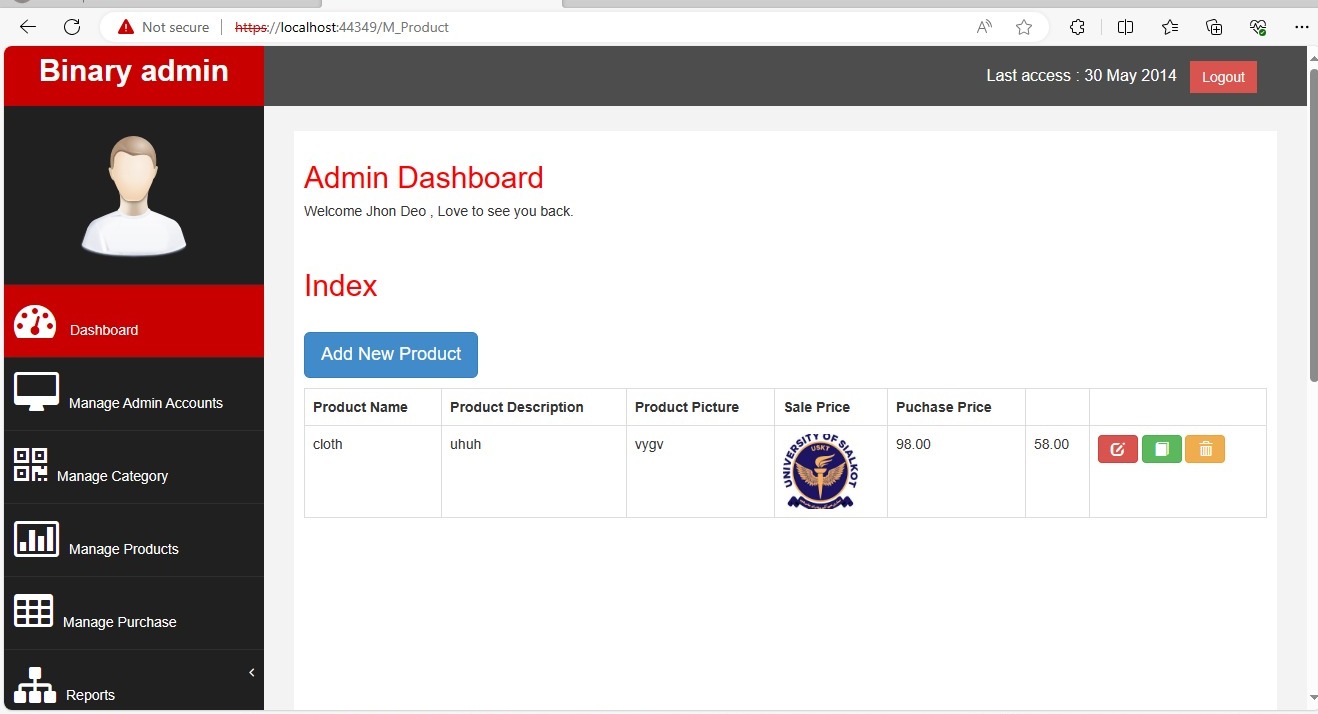 Not secure
https://localhost:44349/M_Product
Binary admin
Last access : 30 May 2014 Logout
Admin Dashboard
Welcome Jhon Deo , Love to see you back.
Index
Add New Product
Product Name Product Description Product Picture Sale Price Puchase Price
cloth uhuh vygv 98.00 58.00
UNIVERSITY OF SIALKOT
USKT
Dashboard
Manage Admin Accounts
Manage Category
Manage Products
Manage Purchase
Reports